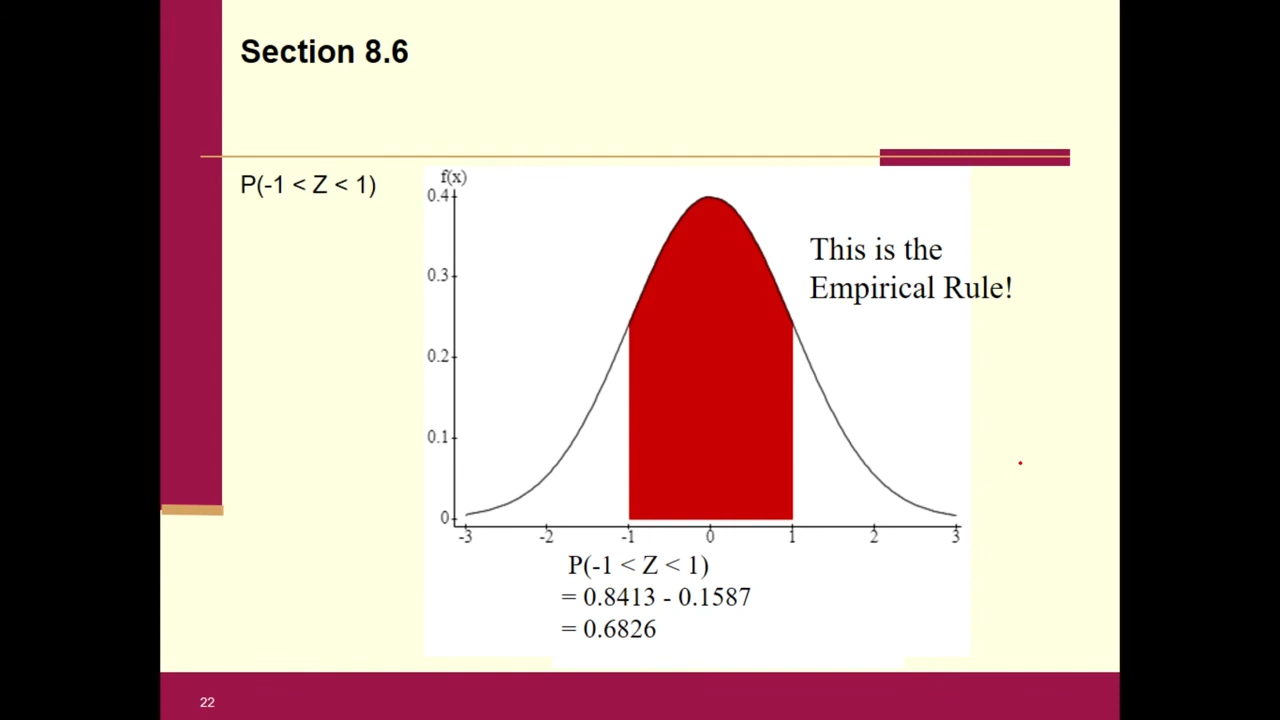 Section 8.6
P(-1 < Z < 1)
f(x)
0.4
0.3
0.2
0.1
0
-3 -2 -1 0 1 2 3
This is the
Empirical Rule!
P(-1 < Z < 1)
= 0.8413 - 0.1587
= 0.6826
22